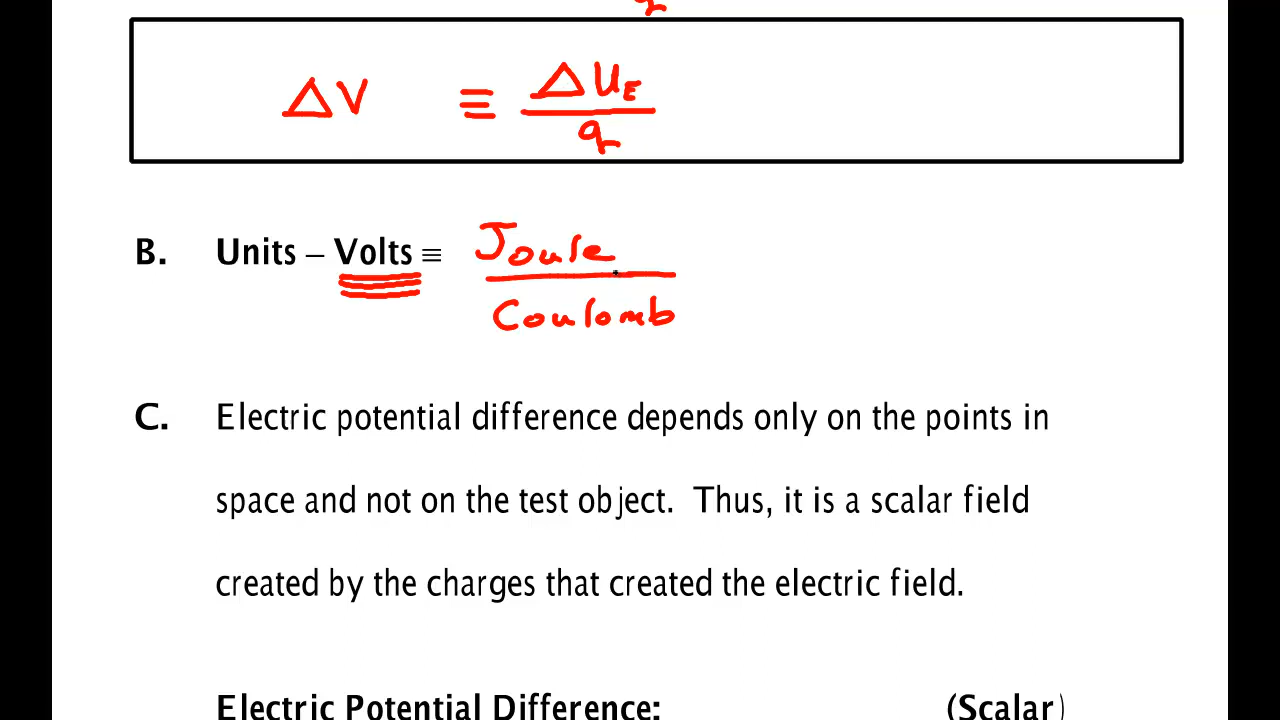 q
ΔV ≡ ΔU_E / q
B. Units – Volts ≡ Joule / Coulomb
C. Electric potential difference depends only on the points in
space and not on the test object. Thus, it is a scalar field
created by the charges that created the electric field.
Electric Potential Difference: (Scalar)